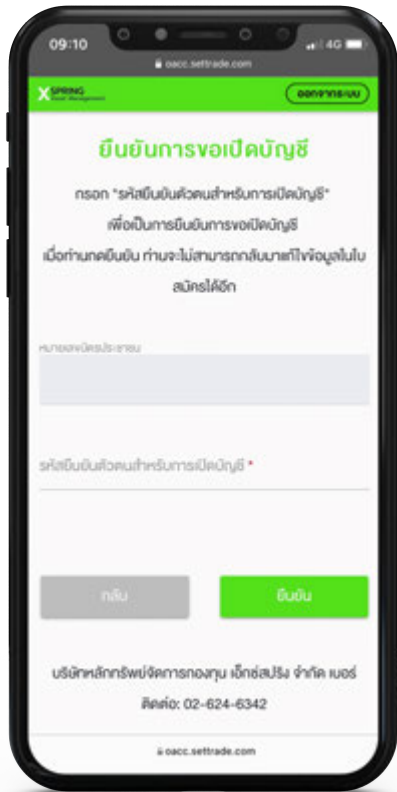 09:10
4G
oacc.settrade.com
XSPRING
Asset Management
ออกจากระบบ
ยืนยันการขอเปิดบัญชี
กรอก "รหัสยืนยันตัวตนสำหรับการเปิดบัญชี"
เพื่อเป็นการยืนยันการขอเปิดบัญชี
เมื่อท่านกดยืนยัน ท่านจะไม่สามารถกลับมาแก้ไขข้อมูลในใบ
สมัครได้อีก
หมายเลขบัตรประชาชน
รหัสยืนยันตัวตนสำหรับการเปิดบัญชี *
กลับ
ยืนยัน
บริษัทหลักทรัพย์จัดการกองทุน เอ็กซ์สปริง จำกัด เบอร์
ติดต่อ: 02-624-6342
oacc.settrade.com